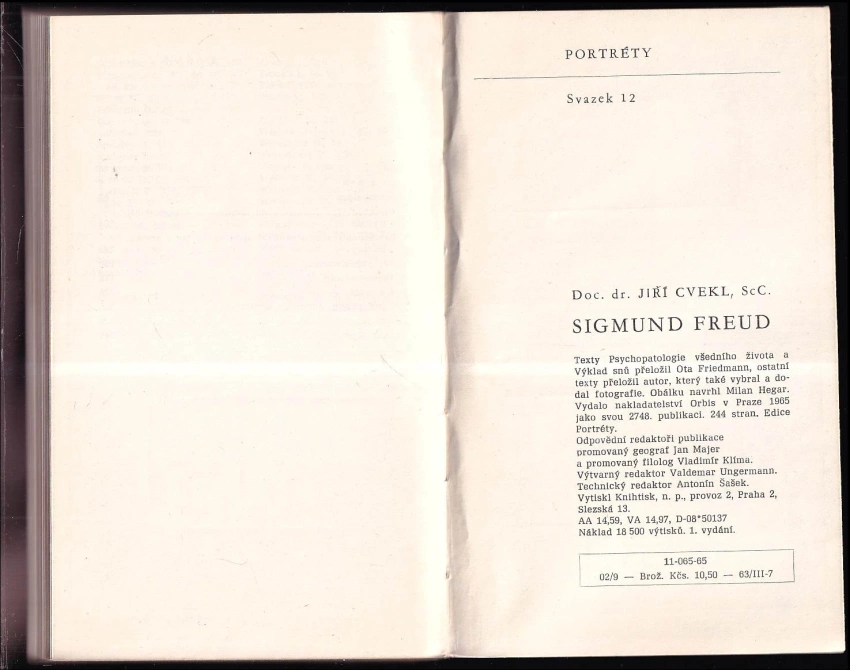 PORTRÉTY
Svazek 12
Doc. dr. JIŘÍ CVEKL, ScC.
SIGMUND FREUD
Texty Psychopatologie všedního života a
Výklad snů přeložil Ota Friedmann, ostatní
texty přeložil autor, který také vybral a do-
dal fotografie. Obálku navrhl Milan Hegar.
Vydalo nakladatelství Orbis v Praze 1965
jako svou 2748. publikaci. 244 stran. Edice
Portréty.
Odpovědní redaktoři publikace
promovaný geograf Jan Majer
a promovaný filolog Vladimír Klíma.
Výtvarný redaktor Valdemar Ungermann.
Technický redaktor Antonín Šašek.
Vytiskl Knihtisk, n. p., provoz 2, Praha 2,
Slezská 13.
AA 14,59, VA 14,97, D-08*50137
Náklad 18 500 výtisků. 1. vydání.
11-065-65
02/9 — Brož. Kčs. 10,50 — 63/III-7